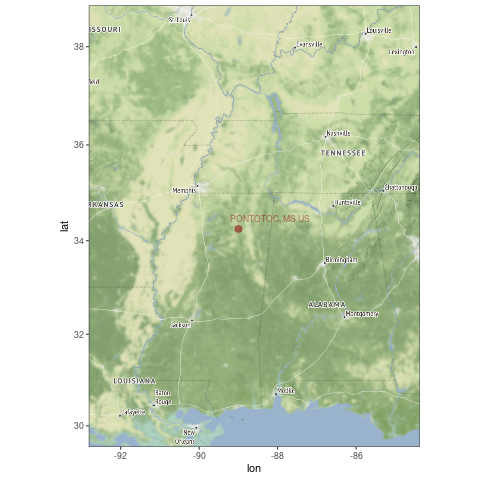 St. Louis
ISSOURI
Louisville
Evansville
Lexington
38
eld
36
Nashville
TENNESSEE
Memphis
Chattanooga
RKANSAS
Huntsville
PONTOTOC, MS US
lat
34
Birmingham
ALABAMA
Montgomery
Jackson
32
LOUISIANA
Mobile
Baton
Rouge
Lafayette
30
New
Orleans
-92
-90
-88
-86
lon